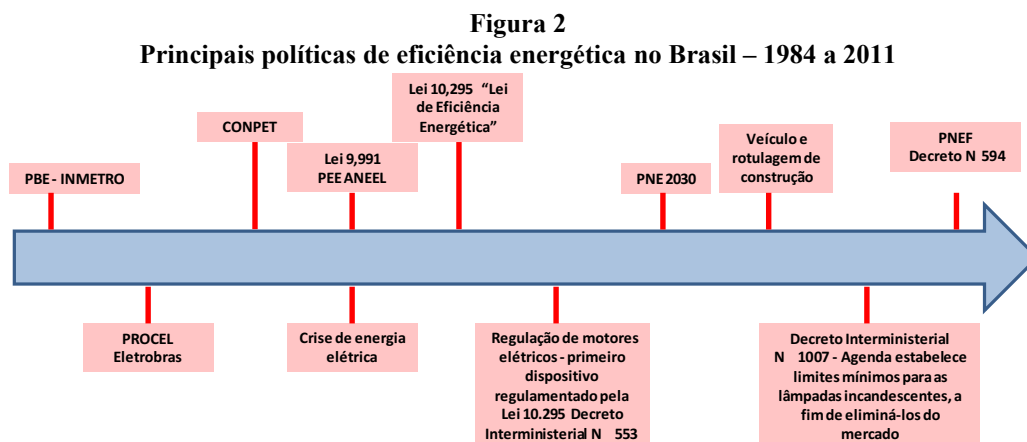 Figura 2
Principais políticas de eficiência energética no Brasil – 1984 a 2011
PBE - INMETRO
CONPET
Lei 9,991
PEE ANEEL
Lei 10,295 “Lei
de Eficiência
Energética”
PNE 2030
Veículo e
rotulagem de
construção
PNEF
Decreto N 594
PROCEL
Eletrobras
Crise de energia
elétrica
Regulação de motores
elétricos - primeiro
dispositivo
regulamentado pela
Lei 10.295 Decreto
Interministerial N 553
Decreto Interministerial
N 1007 - Agenda estabelece
limites mínimos para as
lâmpadas incandescentes, a
fim de eliminá-los do
mercado